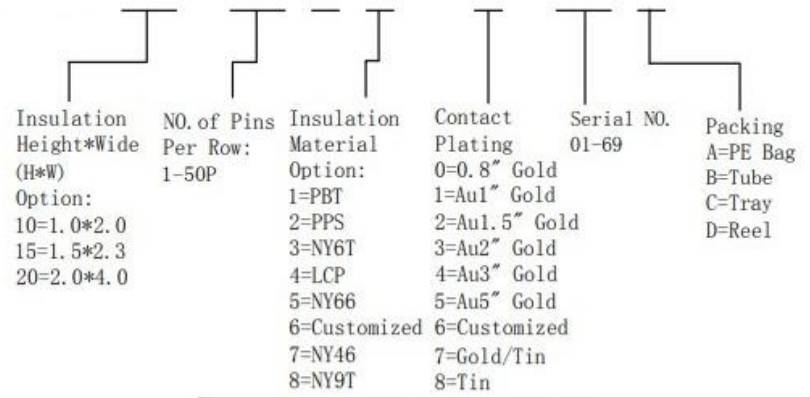 Insulation
Height*Wide
(H*W)
Option:
10=1.0*2.0
15=1.5*2.3
20=2.0*4.0
NO.of Pins
Per Row:
1-50P
Insulation
Material
Option:
1=PBT
2=PPS
3=NY6T
4=LCP
5=NY66
6=Customized
7=NY46
8=NY9T
Contact
Plating
0=0.8″ Gold
1=Au1″ Gold
2=Au1.5″ Gold
3=Au2″ Gold
4=Au3″ Gold
5=Au5″ Gold
6=Customized
7=Gold/Tin
8=Tin
Serial NO.
01-69
Packing
A=PE Bag
B=Tube
C=Tray
D=Reel